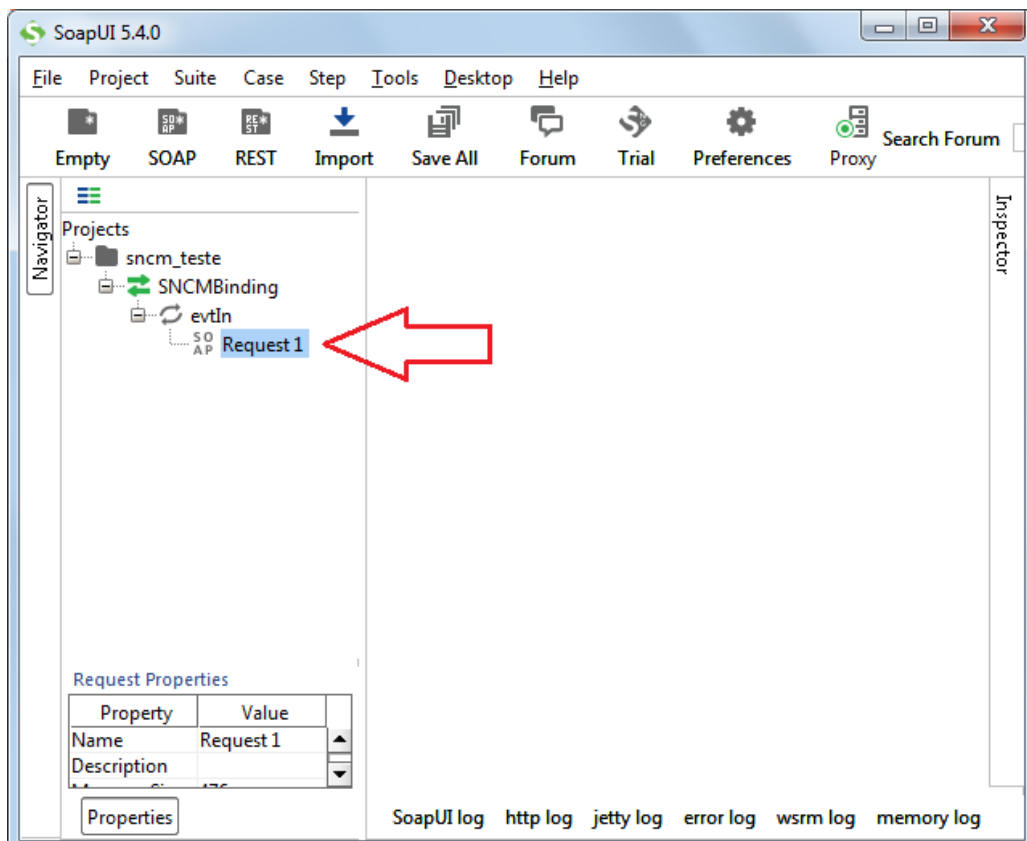 SoapUI 5.4.0
File Project Suite Case Step Tools Desktop Help
Empty SOAP REST Import Save All Forum Trial Preferences Proxy Search Forum
Navigator
Inspector
Projects
sncm_teste
SNCMBinding
evtIn
SOAP Request 1
Request Properties
Property Value
Name Request 1
Description
Properties
SoapUI log http log jetty log error log wsrm log memory log